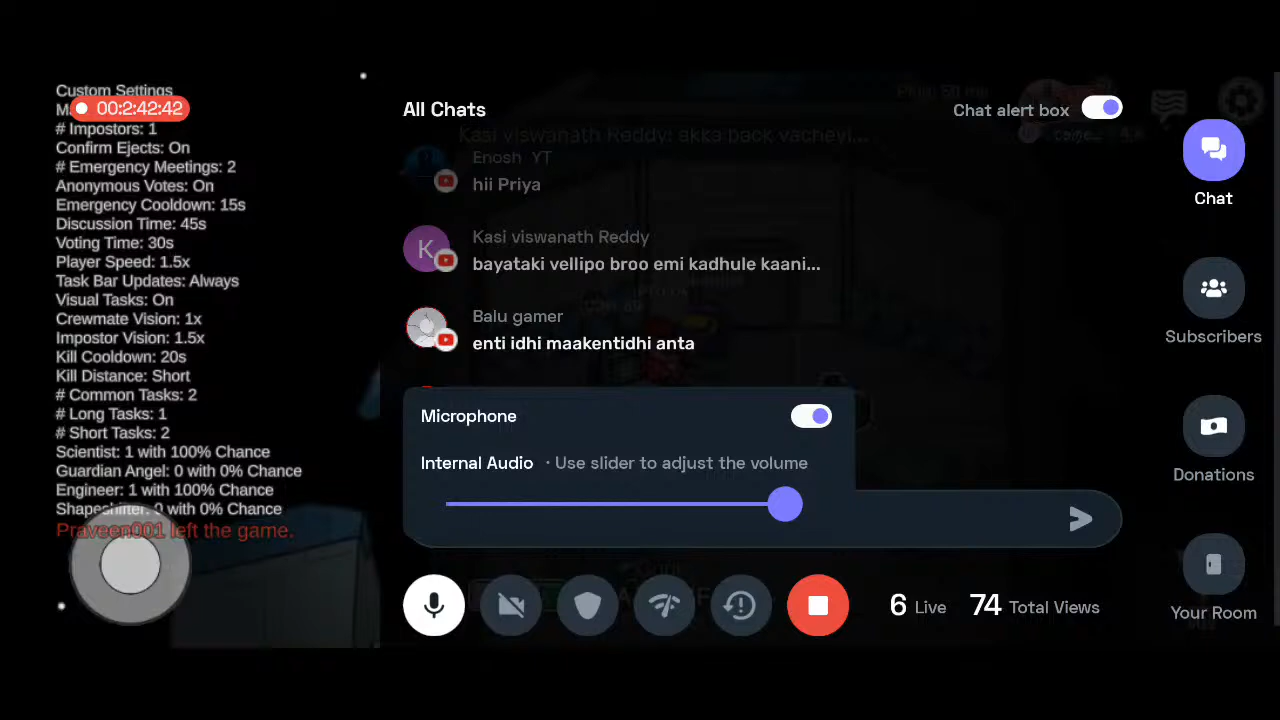 Custom Settings
00:2:42:42
# Impostors: 1
Confirm Ejects: On
# Emergency Meetings: 2
Anonymous Votes: On
Emergency Cooldown: 15s
Discussion Time: 45s
Voting Time: 30s
Player Speed: 1.5x
Task Bar Updates: Always
Visual Tasks: On
Crewmate Vision: 1x
Impostor Vision: 1.5x
Kill Cooldown: 20s
Kill Distance: Short
# Common Tasks: 2
# Long Tasks: 1
# Short Tasks: 2
Scientist: 1 with 100% Chance
Guardian Angel: 0 with 0% Chance
Engineer: 1 with 100% Chance
Shapeshifter: 0 with 0% Chance
Praveen001 left the game.
All Chats
Chat alert box
Kasi viswanath Reddy: akka back vacheyi...
Enosh YT
hii Priya
K
Kasi viswanath Reddy
bayataki vellipo broo emi kadhule kaani...
Balu gamer
enti idhi maakentidhi anta
Microphone
Internal Audio · Use slider to adjust the volume
6 Live 74 Total Views
Chat
Subscribers
Donations
Your Room